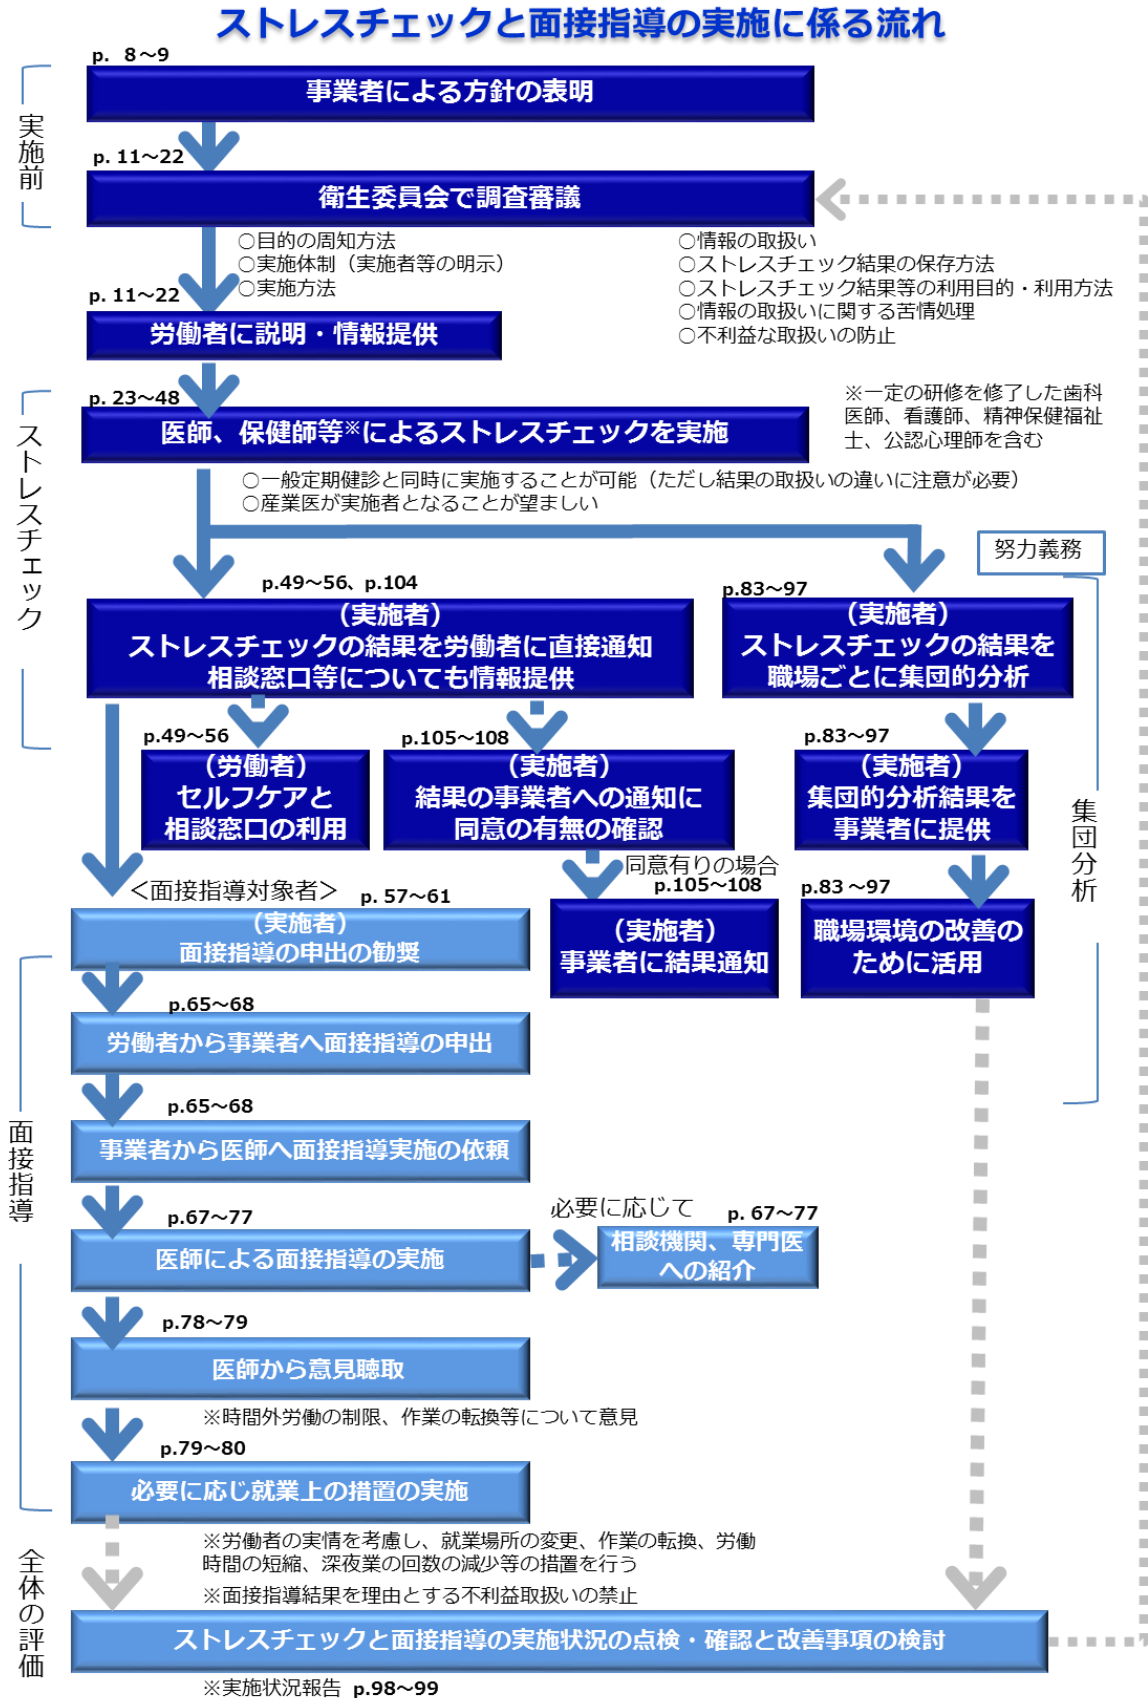 ストレスチェックと面接指導の実施に係る流れ
p. 8～9
事業者による方針の表明
実施前
p. 11～22
衛生委員会で調査審議
○目的の周知方法
○実施体制（実施者等の明示）
○実施方法
○情報の取扱い
○ストレスチェック結果の保存方法
○ストレスチェック結果等の利用目的・利用方法
○情報の取扱いに関する苦情処理
○不利益な取扱いの防止
p. 11～22
労働者に説明・情報提供
ストレスチェック
p. 23～48
医師、保健師等※によるストレスチェックを実施
※一定の研修を修了した歯科
医師、看護師、精神保健福祉
士、公認心理師を含む
○一般定期健診と同時に実施することが可能（ただし結果の取扱いの違いに注意が必要）
○産業医が実施者となることが望ましい
努力義務
p.49～56、p.104
（実施者）
ストレスチェックの結果を労働者に直接通知
相談窓口等についても情報提供
p.83～97
（実施者）
ストレスチェックの結果を
職場ごとに集団的分析
p.49～56
（労働者）
セルフケアと
相談窓口の利用
p.105～108
（実施者）
結果の事業者への通知に
同意の有無の確認
p.83～97
（実施者）
集団的分析結果を
事業者に提供
集団分析
同意有りの場合
p.105～108
（実施者）
事業者に結果通知
p.83 ～97
職場環境の改善の
ために活用
＜面接指導対象者＞
p. 57～61
（実施者）
面接指導の申出の勧奨
面接指導
p.65～68
労働者から事業者へ面接指導の申出
p.65～68
事業者から医師へ面接指導実施の依頼
p.67～77
医師による面接指導の実施
必要に応じて
p. 67～77
相談機関、専門医
への紹介
p.78～79
医師から意見聴取
※時間外労働の制限、作業の転換等について意見
p.79～80
必要に応じ就業上の措置の実施
※労働者の実情を考慮し、就業場所の変更、作業の転換、労働
時間の短縮、深夜業の回数の減少等の措置を行う
※面接指導結果を理由とする不利益取扱いの禁止
全体の評価
ストレスチェックと面接指導の実施状況の点検・確認と改善事項の検討
※実施状況報告 p.98～99